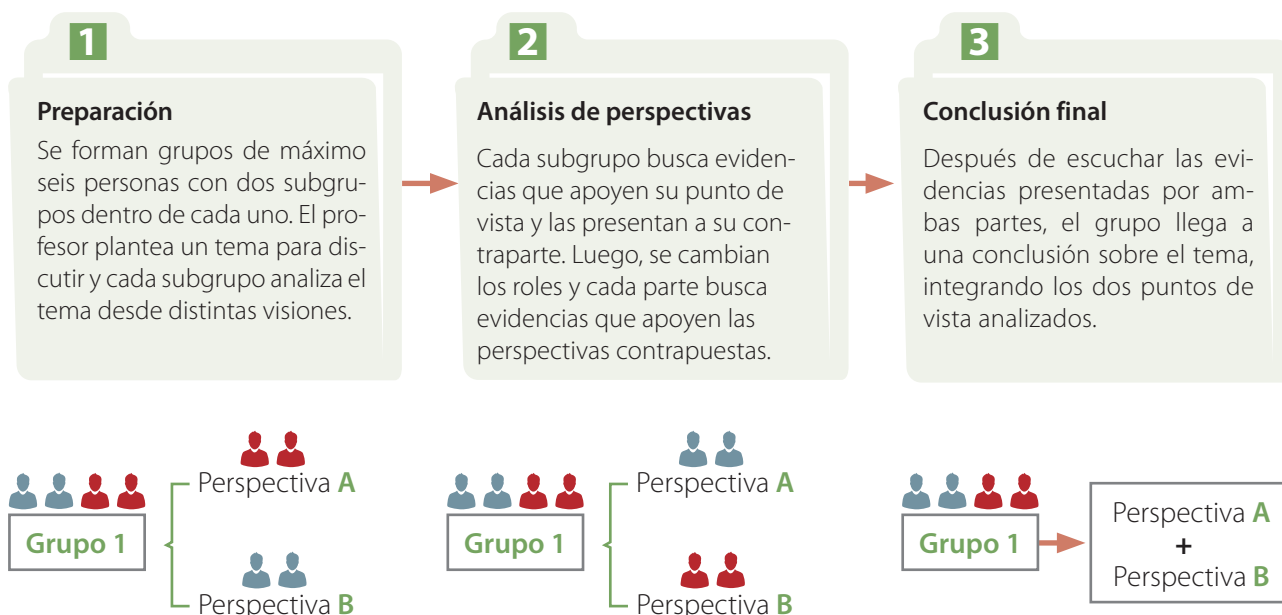 1
Preparación
Se forman grupos de máximo
seis personas con dos subgru-
pos dentro de cada uno. El pro-
fesor plantea un tema para dis-
cutir y cada subgrupo analiza el
tema desde distintas visiones.
2
Análisis de perspectivas
Cada subgrupo busca eviden-
cias que apoyen su punto de
vista y las presentan a su con-
traparte. Luego, se cambian
los roles y cada parte busca
evidencias que apoyen las
perspectivas contrapuestas.
3
Conclusión final
Después de escuchar las evi-
dencias presentadas por am-
bas partes, el grupo llega a
una conclusión sobre el tema,
integrando los dos puntos de
vista analizados.
Perspectiva A
Grupo 1
Perspectiva B
Perspectiva A
Grupo 1
Perspectiva B
Grupo 1
Perspectiva A
+
Perspectiva B